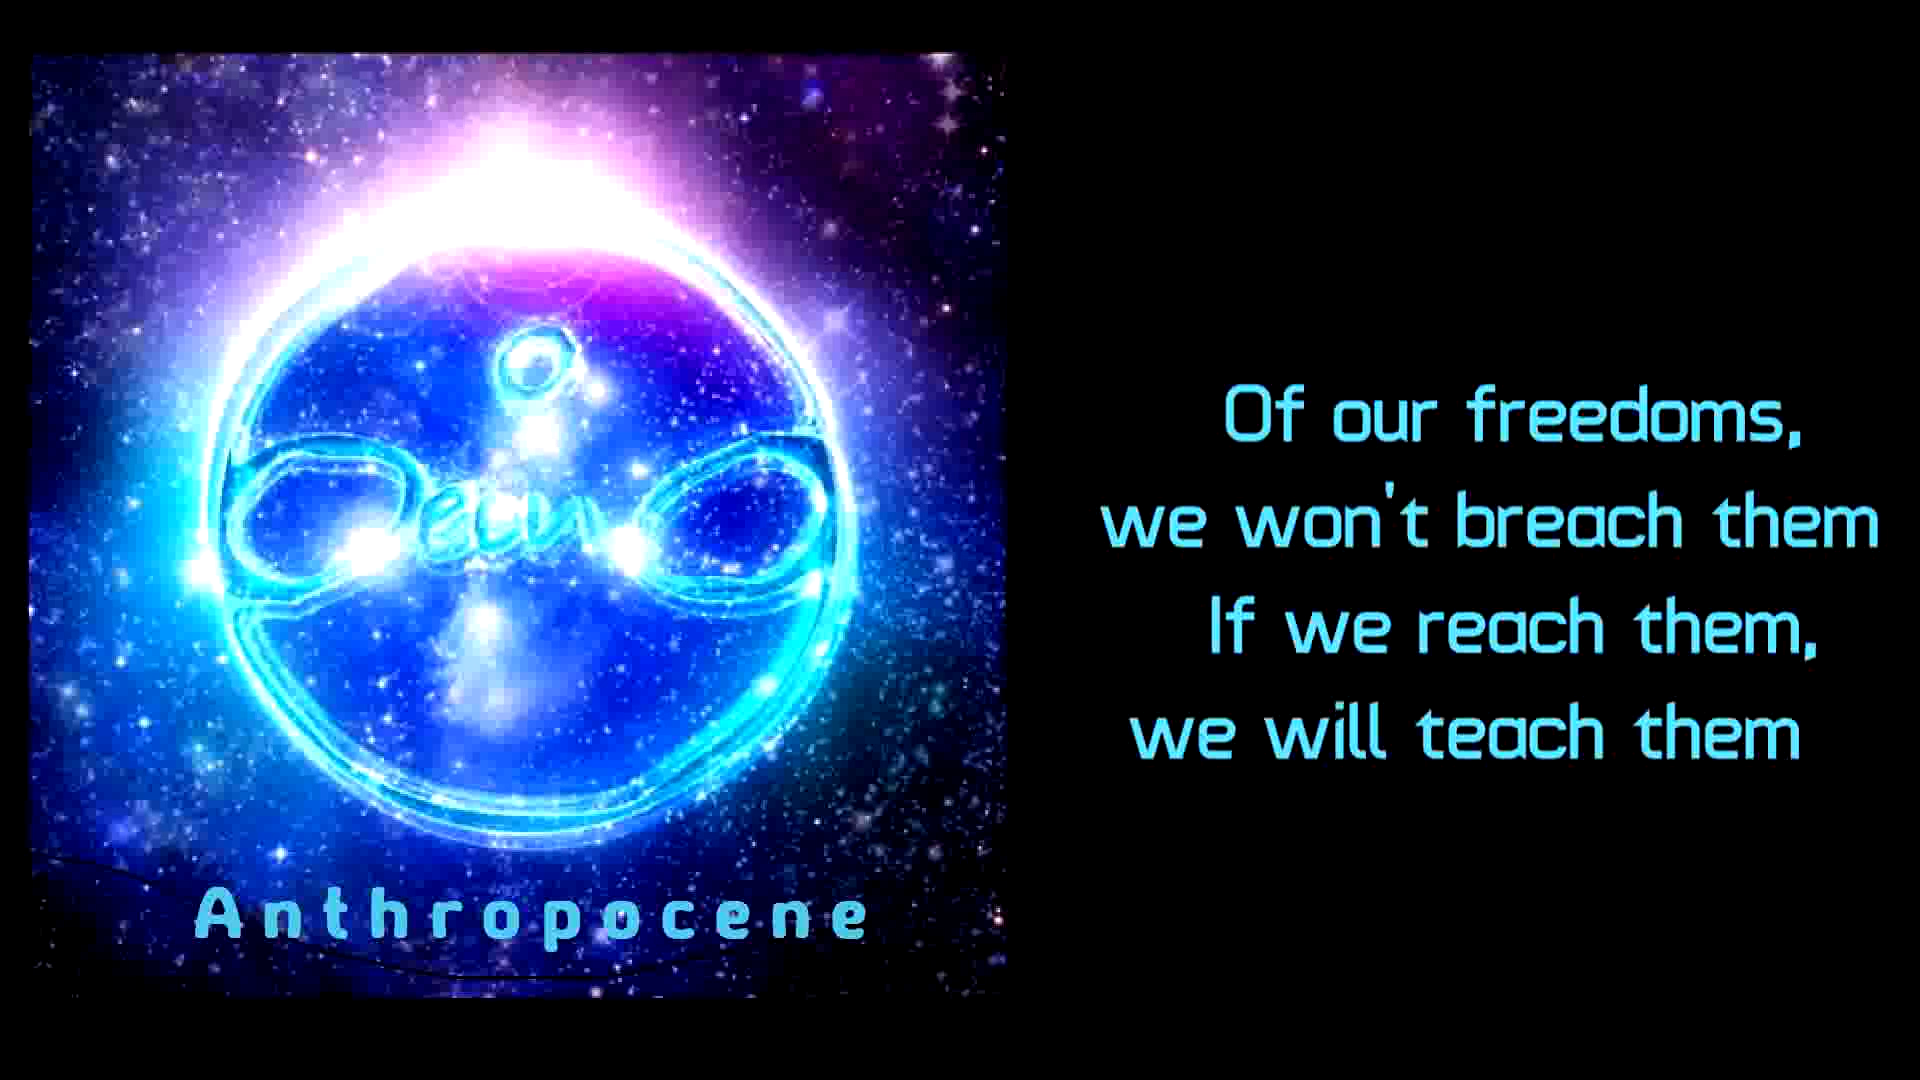 Anthropocene
Of our freedoms,
we won't breach them
If we reach them,
we will teach them